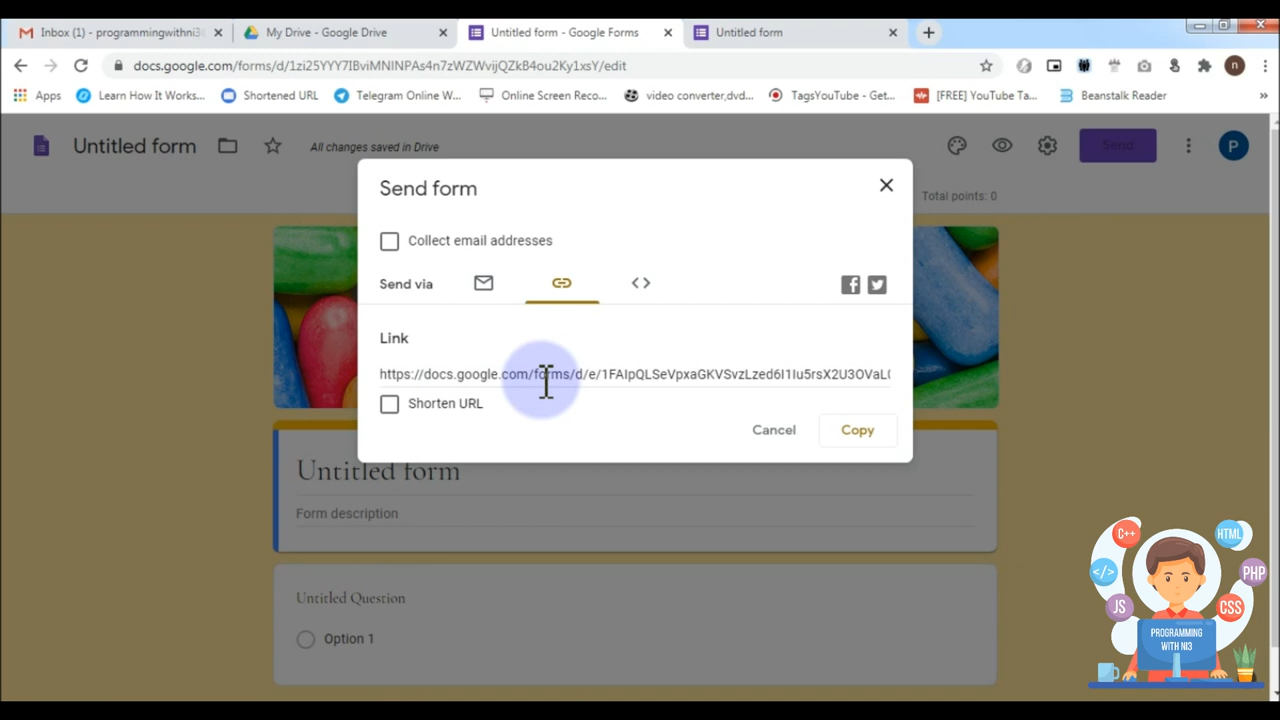 Inbox (1) - programmingwithni3
My Drive - Google Drive
Untitled form - Google Forms
Untitled form
docs.google.com/forms/d/1zi25YYY7IBviMNINPAs4n7zWZWvijQZkB4ou2Ky1xsY/edit
n
Apps
Learn How It Works...
Shortened URL
Telegram Online W...
Online Screen Reco...
video converter,dvd...
TagsYouTube - Get...
[FREE] YouTube Ta...
Beanstalk Reader
»
Untitled form
All changes saved in Drive
Send
P
Total points: 0
Send form
Collect email addresses
Send via
Link
https://docs.google.com/forms/d/e/1FAIpQLSeVpxaGKVSvzLzed6I1Iu5rsX2U3OVaL(
Shorten URL
Cancel
Copy
Untitled form
Form description
Untitled Question
Option 1
C++
HTML
</>
PHP
JS
CSS
PROGRAMMING
WITH NI3